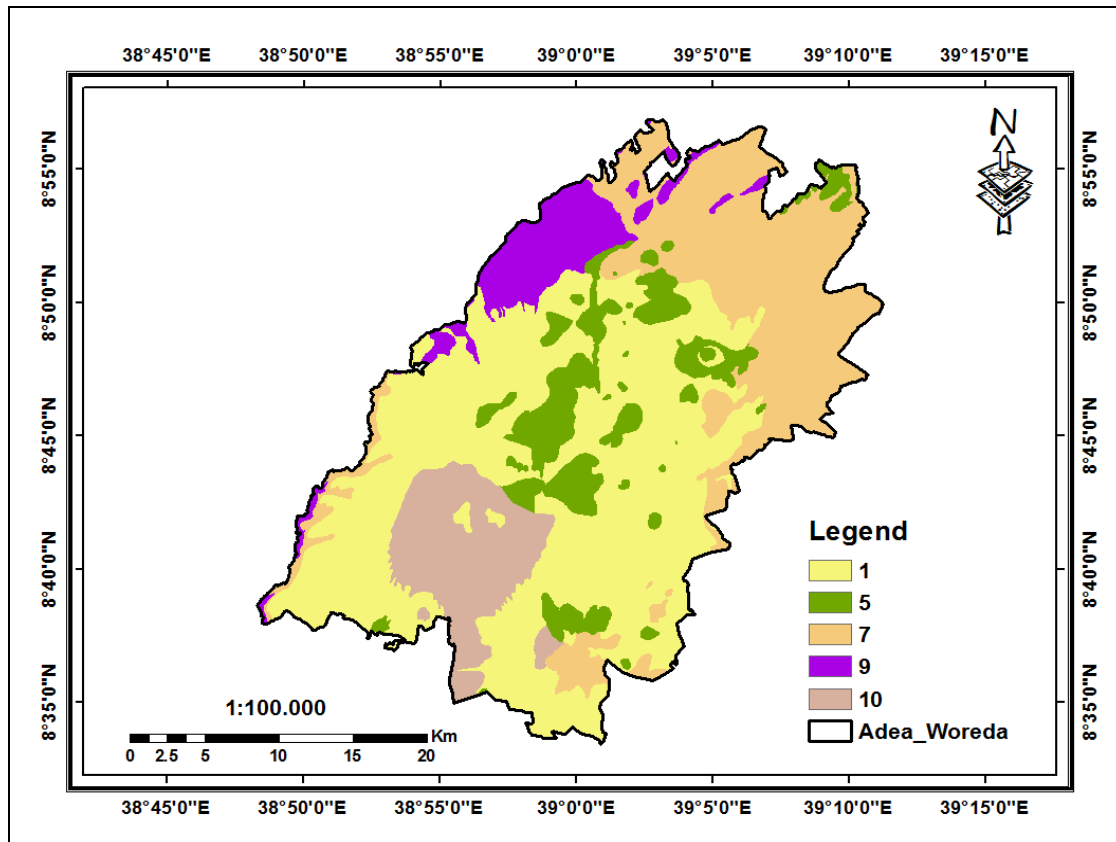 38°45'0"E 38°50'0"E 38°55'0"E 39°0'0"E 39°5'0"E 39°10'0"E 39°15'0"E
N
8°55'0"N 8°55'0"N
8°50'0"N 8°50'0"N
8°45'0"N 8°45'0"N
8°40'0"N 8°40'0"N
8°35'0"N 8°35'0"N
Legend
1
5
7
9
10
Adea_Woreda
1:100.000
Km
0 2.5 5 10 15 20
38°45'0"E 38°50'0"E 38°55'0"E 39°0'0"E 39°5'0"E 39°10'0"E 39°15'0"E